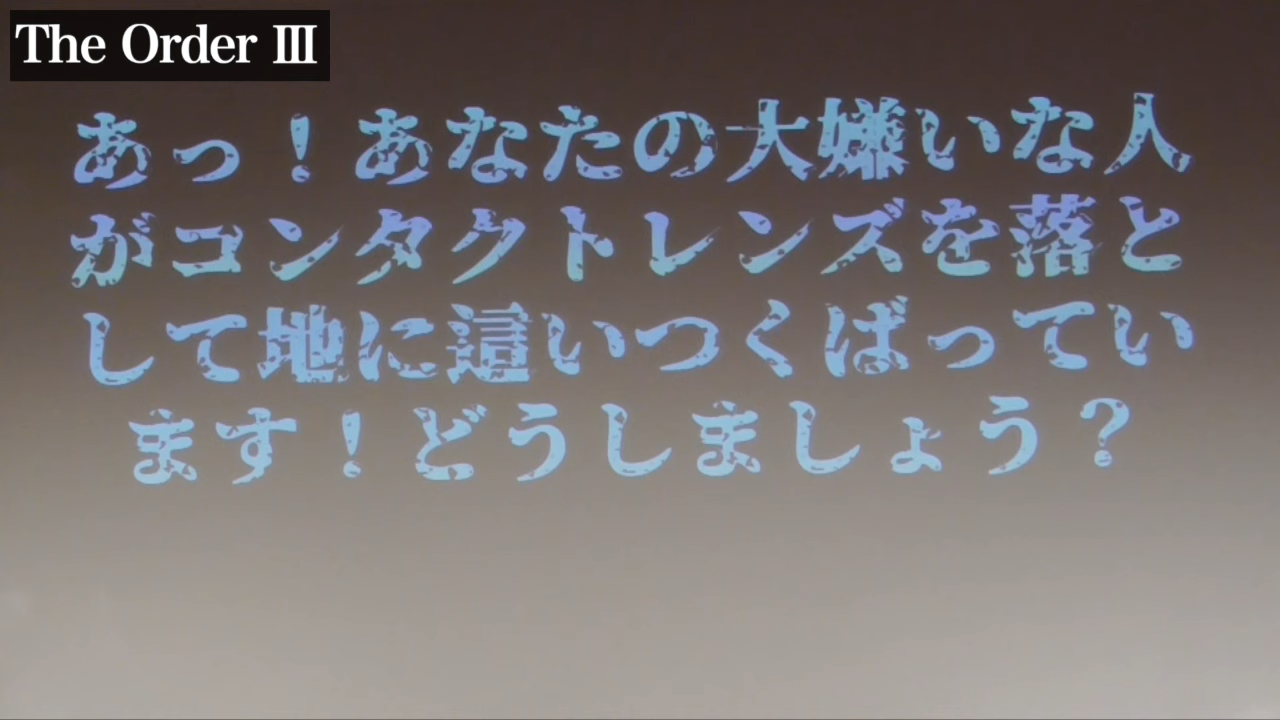 The Order Ⅲ
あっ！あなたの大嫌いな人
がコンタクトレンズを落と
して地に這いつくばってい
ます！どうしましょう？